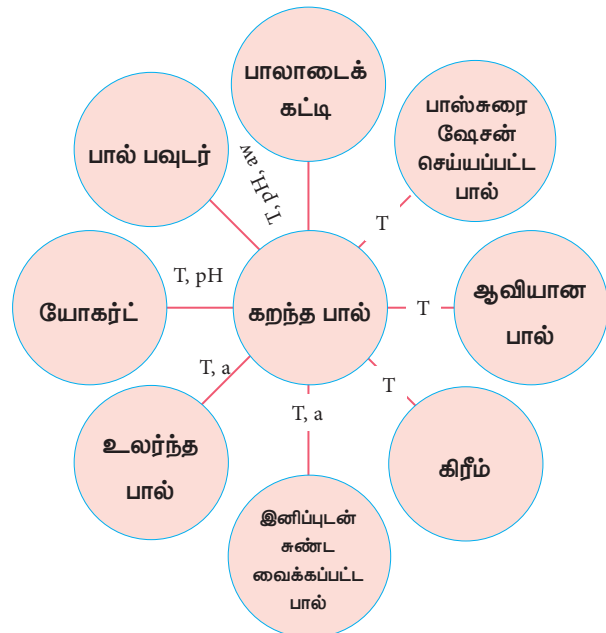 பாலாடைக்
கட்டி
பாஸ்சுரை
ஷேசன்
செய்யப்பட்ட
பால்
பால் பவுடர்
T, pH, aw
T
யோகர்ட்
T, pH
கறந்த பால்
T
ஆவியான
பால்
T, a
T, a
T
உலர்ந்த
பால்
கிரீம்
இனிப்புடன்
சுண்ட
வைக்கப்பட்ட
பால்